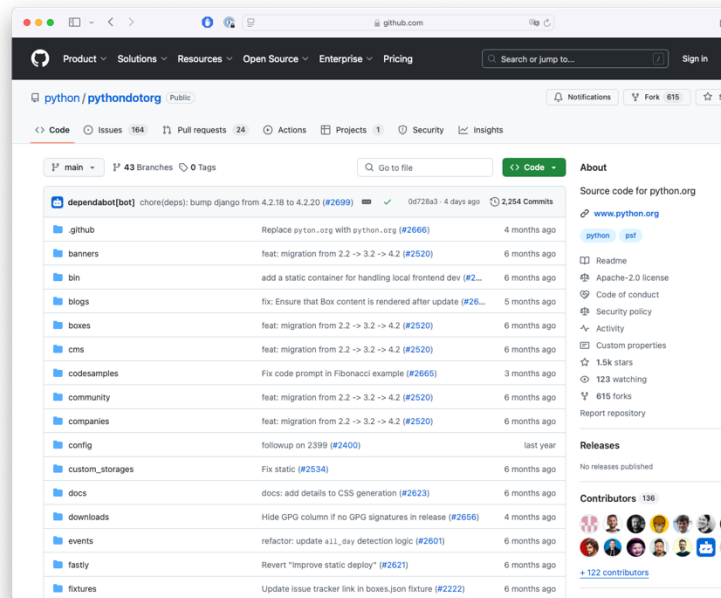 github.com
Product Solutions Resources Open Source Enterprise Pricing Search or jump to... / Sign in
python / pythondotorg Public Notifications Fork 615
Code Issues 164 Pull requests 24 Actions Projects 1 Security Insights
main 43 Branches 0 Tags Go to file Code
dependabot[bot] chore(deps): bump django from 4.2.18 to 4.2.20 (#2699) 0d728a3 · 4 days ago 2,254 Commits
.github Replace pyton.org with python.org (#2666) 4 months ago
banners feat: migration from 2.2 -> 3.2 -> 4.2 (#2520) 6 months ago
bin add a static container for handling local frontend dev (#2... 6 months ago
blogs fix: Ensure that Box content is rendered after update (#26... 5 months ago
boxes feat: migration from 2.2 -> 3.2 -> 4.2 (#2520) 6 months ago
cms feat: migration from 2.2 -> 3.2 -> 4.2 (#2520) 6 months ago
codesamples Fix code prompt in Fibonacci example (#2665) 3 months ago
community feat: migration from 2.2 -> 3.2 -> 4.2 (#2520) 6 months ago
companies feat: migration from 2.2 -> 3.2 -> 4.2 (#2520) 6 months ago
config followup on 2399 (#2400) last year
custom_storages Fix static (#2534) 6 months ago
docs docs: add details to CSS generation (#2623) 6 months ago
downloads Hide GPG column if no GPG signatures in release (#2656) 4 months ago
events refactor: update all_day detection logic (#2601) 6 months ago
fastly Revert "Improve static deploy" (#2621) 6 months ago
fixtures Update issue tracker link in boxes.json fixture (#2222) 6 months ago
About
Source code for python.org
www.python.org
python psf
Readme
Apache-2.0 license
Code of conduct
Security policy
Activity
Custom properties
1.5k stars
123 watching
615 forks
Report repository
Releases
No releases published
Contributors 136
+ 122 contributors